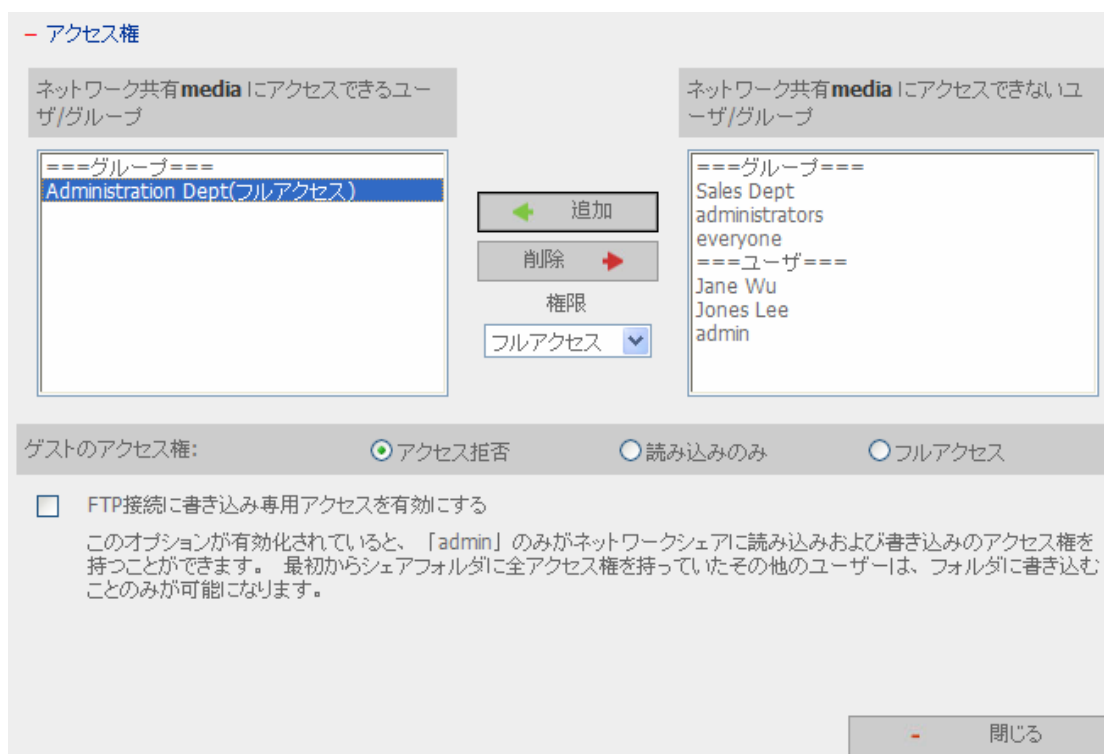 − アクセス権
ネットワーク共有media にアクセスできるユー
ザ/グループ
===グループ===
Administration Dept(フルアクセス)
追加
削除
権限
フルアクセス
ネットワーク共有media にアクセスできないユ
ーザ/グループ
===グループ===
Sales Dept
administrators
everyone
===ユーザ===
Jane Wu
Jones Lee
admin
ゲストのアクセス権: アクセス拒否 読み込みのみ フルアクセス
FTP接続に書き込み専用アクセスを有効にする
このオプションが有効化されていると、「admin」のみがネットワークシェアに読み込みおよび書き込みのアクセス権を
持つことができます。 最初からシェアフォルダに全アクセス権を持っていたその他のユーザーは、フォルダに書き込む
ことのみが可能になります。
- 閉じる